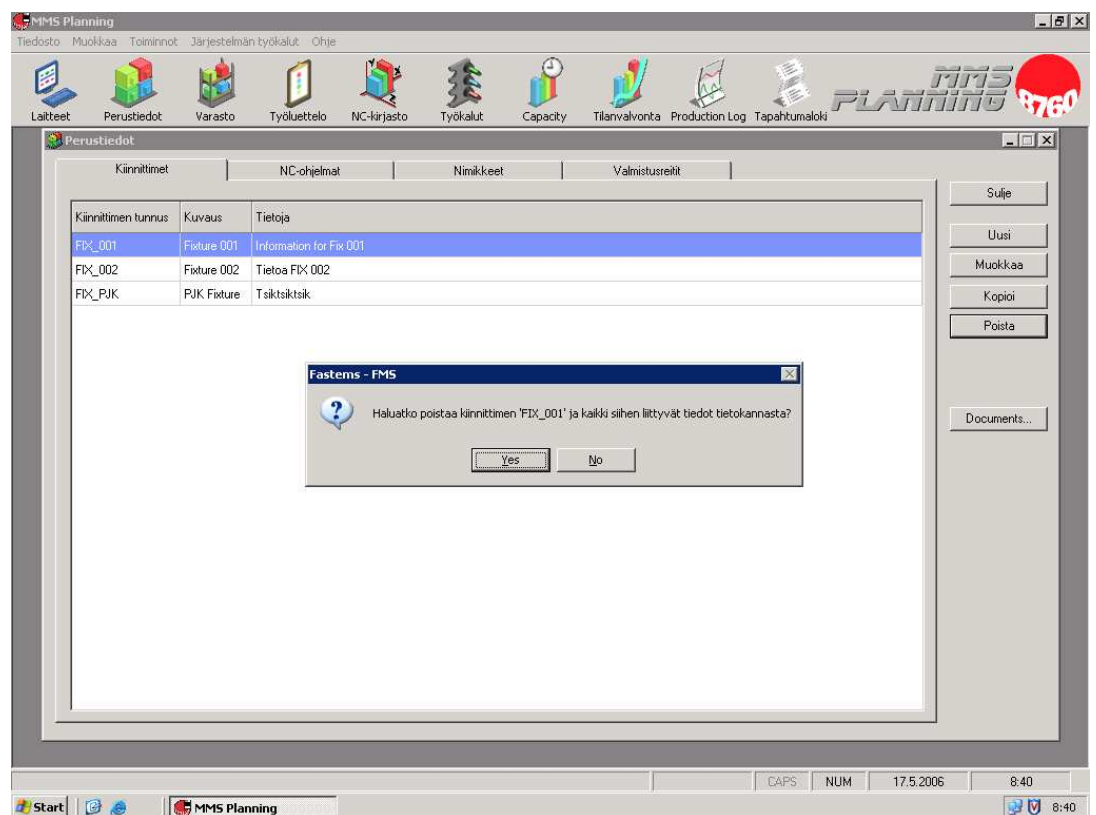 MMS Planning
Tiedosto Muokkaa Toiminnot Järjestelmän työkalut Ohje
Laitteet Perustiedot Varasto Työluettelo NC-kirjasto Työkalut Capacity Tilanvalvonta Production Log Tapahtumaloki
MMS
PLANNING
8760
Perustiedot
Kiinnittimet NC-ohjelmat Nimikkeet Valmistusreitit
Sulje
Kiinnittimen tunnus Kuvaus Tietoja
Uusi
FIX_001 Fixture 001 Information for Fix 001
Muokkaa
FIX_002 Fixture 002 Tietoa FIX 002
Kopioi
FIX_PJK PJK Fixture Tsiktsiktsik
Poista
Fastems - FMS
Haluatko poistaa kiinnittimen 'FIX_001' ja kaikki siihen liittyvät tiedot tietokannasta?
Documents...
Yes No
CAPS NUM 17.5.2006 8:40
Start MMS Planning 8:40